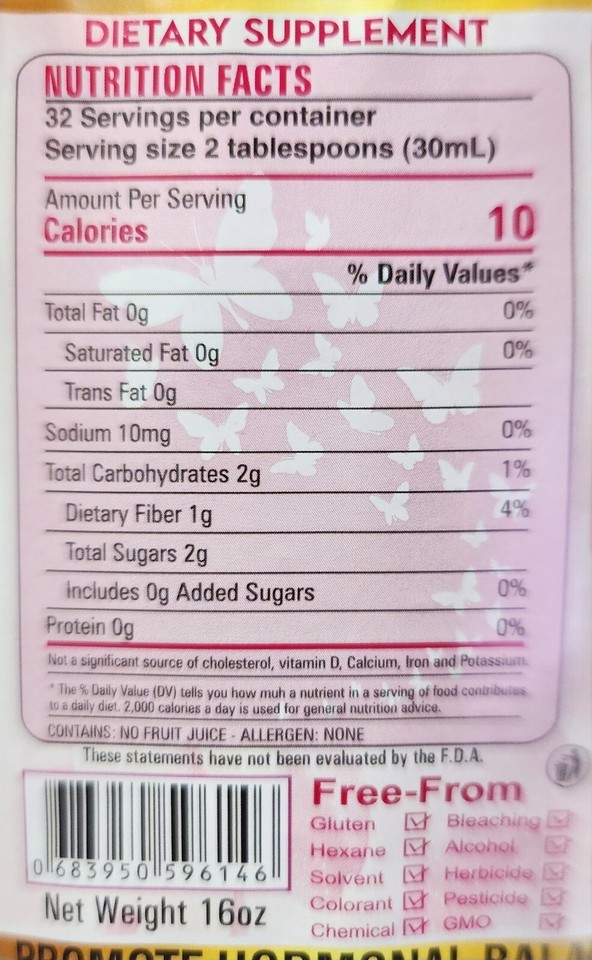 DIETARY SUPPLEMENT
NUTRITION FACTS
32 Servings per container
Serving size 2 tablespoons (30mL)
Amount Per Serving
Calories 10
% Daily Values*
Total Fat 0g 0%
Saturated Fat 0g 0%
Trans Fat 0g
Sodium 10mg 0%
Total Carbohydrates 2g 1%
Dietary Fiber 1g 4%
Total Sugars 2g
Includes 0g Added Sugars 0%
Protein 0g 0%
Not a significant source of cholesterol, vitamin D, Calcium, Iron and Potassium.
* The % Daily Value (DV) tells you how muh a nutrient in a serving of food contributes
to a daily diet. 2,000 calories a day is used for general nutrition advice.
CONTAINS: NO FRUIT JUICE - ALLERGEN: NONE
These statements have not been evaluated by the F.D.A.
Free-From
Gluten Bleaching
Hexane Alcohol
Solvent Herbicide
Colorant Pesticide
Chemical GMO
0 683950 596146
Net Weight 16oz
PROMOTE HORMONAL